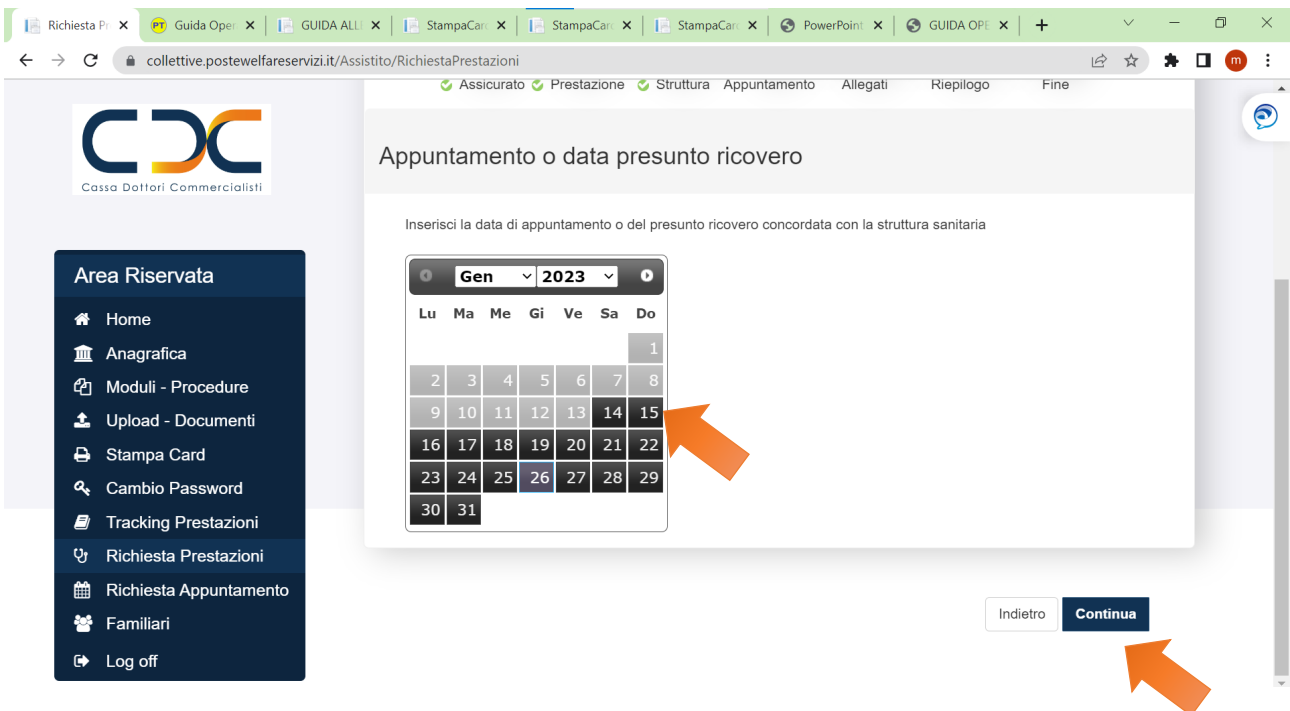 Richiesta Pr
Guida Oper
GUIDA ALL
StampaCard
StampaCard
StampaCard
PowerPoint
GUIDA OPE
collettive.postewelfareservizi.it/Assistito/RichiestaPrestazioni
m
Assicurato Prestazione Struttura Appuntamento Allegati Riepilogo Fine
CDC
Cassa Dottori Commercialisti
Appuntamento o data presunto ricovero
Inserisci la data di appuntamento o del presunto ricovero concordata con la struttura sanitaria
Area Riservata
Home
Anagrafica
Moduli - Procedure
Upload - Documenti
Stampa Card
Cambio Password
Tracking Prestazioni
Richiesta Prestazioni
Richiesta Appuntamento
Familiari
Log off
Gen 2023
Lu Ma Me Gi Ve Sa Do
1
2 3 4 5 6 7 8
9 10 11 12 13 14 15
16 17 18 19 20 21 22
23 24 25 26 27 28 29
30 31
Indietro
Continua